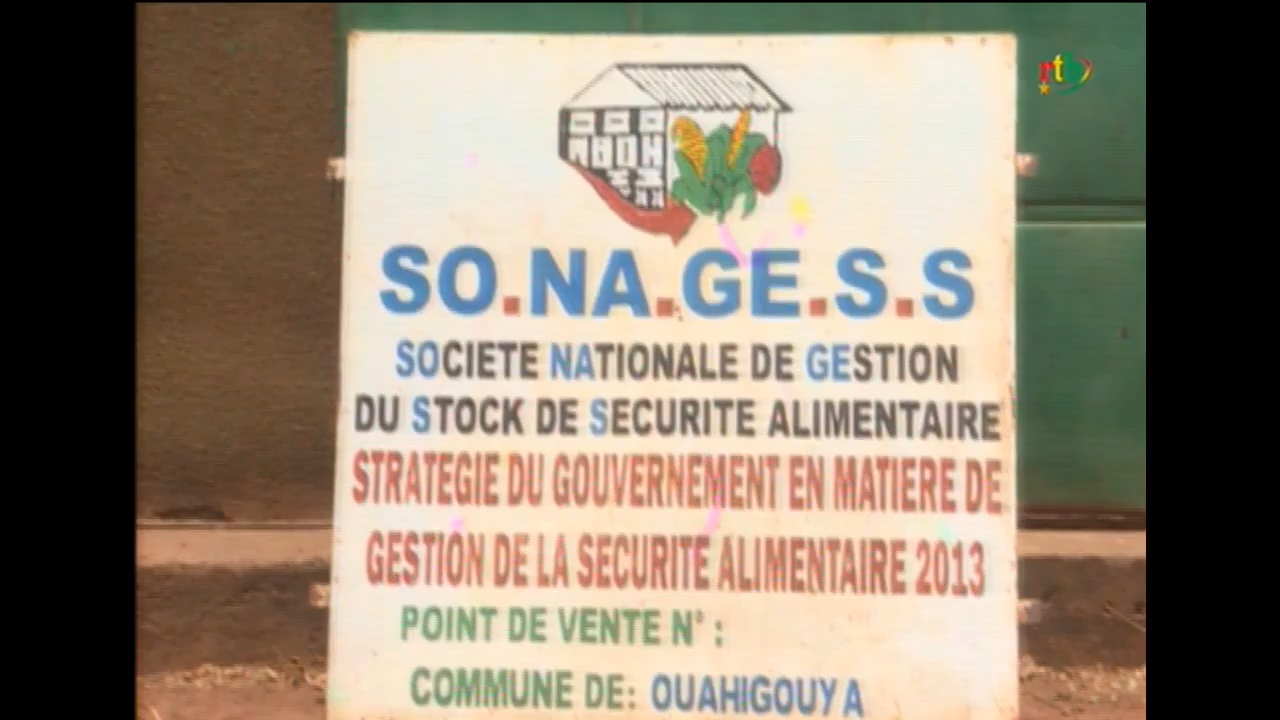 rtb
SO.NA.GE.S.S
SOCIETE NATIONALE DE GESTION
DU STOCK DE SECURITE ALIMENTAIRE
STRATEGIE DU GOUVERNEMENT EN MATIERE DE
GESTION DE LA SECURITE ALIMENTAIRE 2013
POINT DE VENTE N° :
COMMUNE DE: OUAHIGOUYA